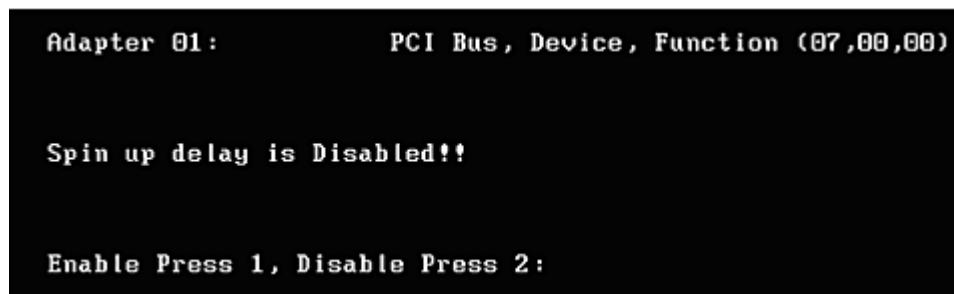 Adapter 01: PCI Bus, Device, Function (07,00,00)
Spin up delay is Disabled!!
Enable Press 1, Disable Press 2: